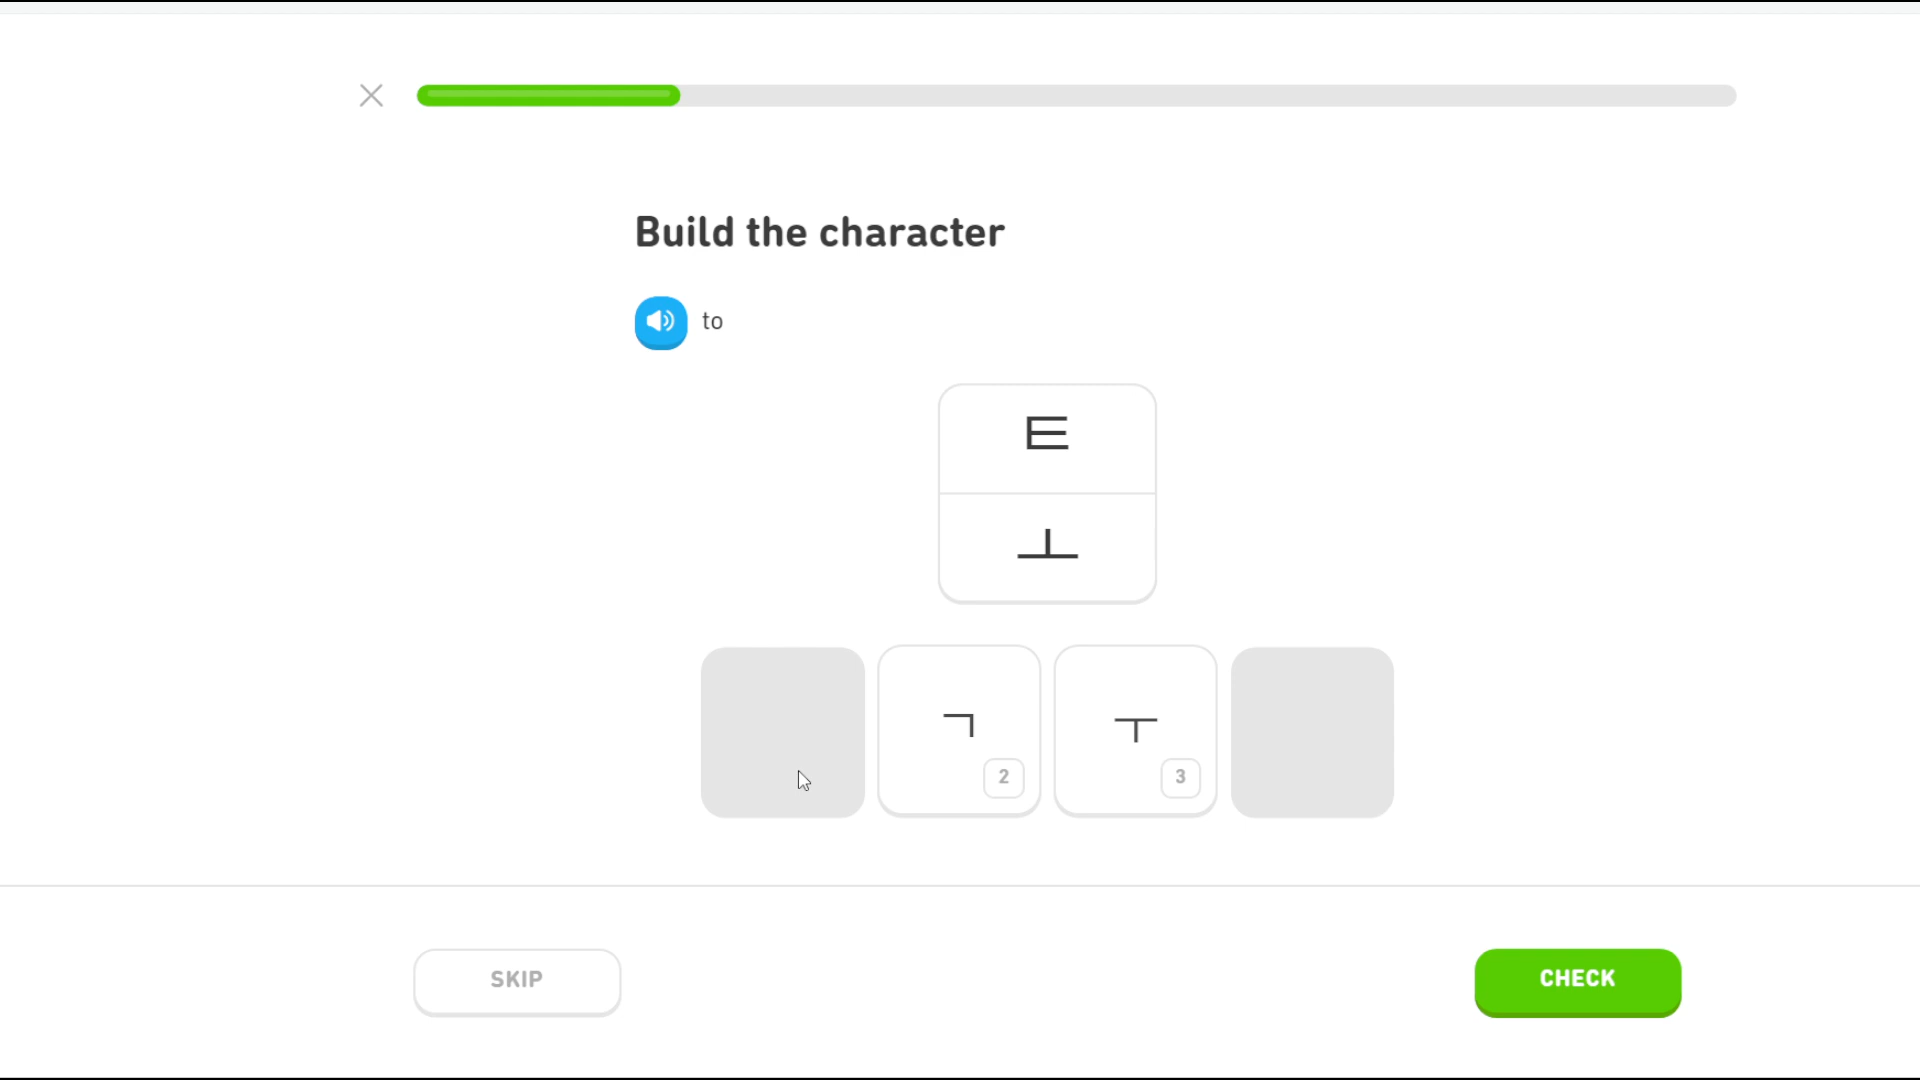 Build the character
to
ㅌ
ㅗ
ㄱ
2
ㅜ
3
SKIP
CHECK